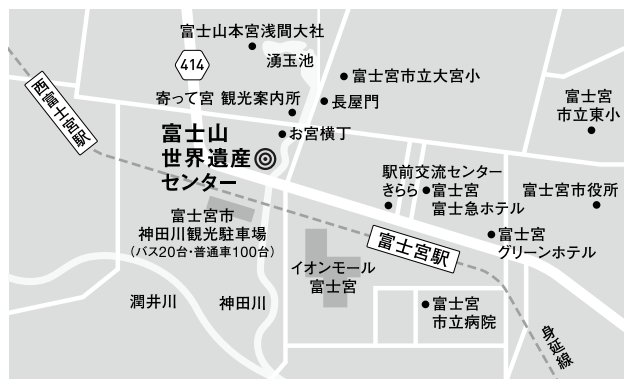 富士山本宮浅間大社
湧玉池
414
富士宮市立大宮小
西富士宮駅
寄って宮 観光案内所
長屋門
富士宮
市立東小
お宮横丁
富士山
世界遺産
センター
駅前交流センター
きらら
富士宮
富士急ホテル
富士宮市役所
富士宮市
神田川観光駐車場
(バス20台・普通車100台)
富士宮駅
富士宮
グリーンホテル
イオンモール
富士宮
潤井川
神田川
富士宮
市立病院
身延線